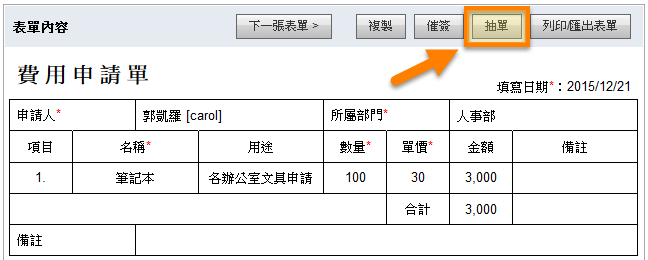 表單內容 下一張表單 > 複製 催簽 抽單 列印/匯出表單
費用申請單
填寫日期*：2015/12/21
申請人* 郭凱羅 [carol] 所屬部門* 人事部
項目 名稱* 用途 數量* 單價* 金額 備註
1. 筆記本 各辦公室文具申請 100 30 3,000
合計 3,000
備註